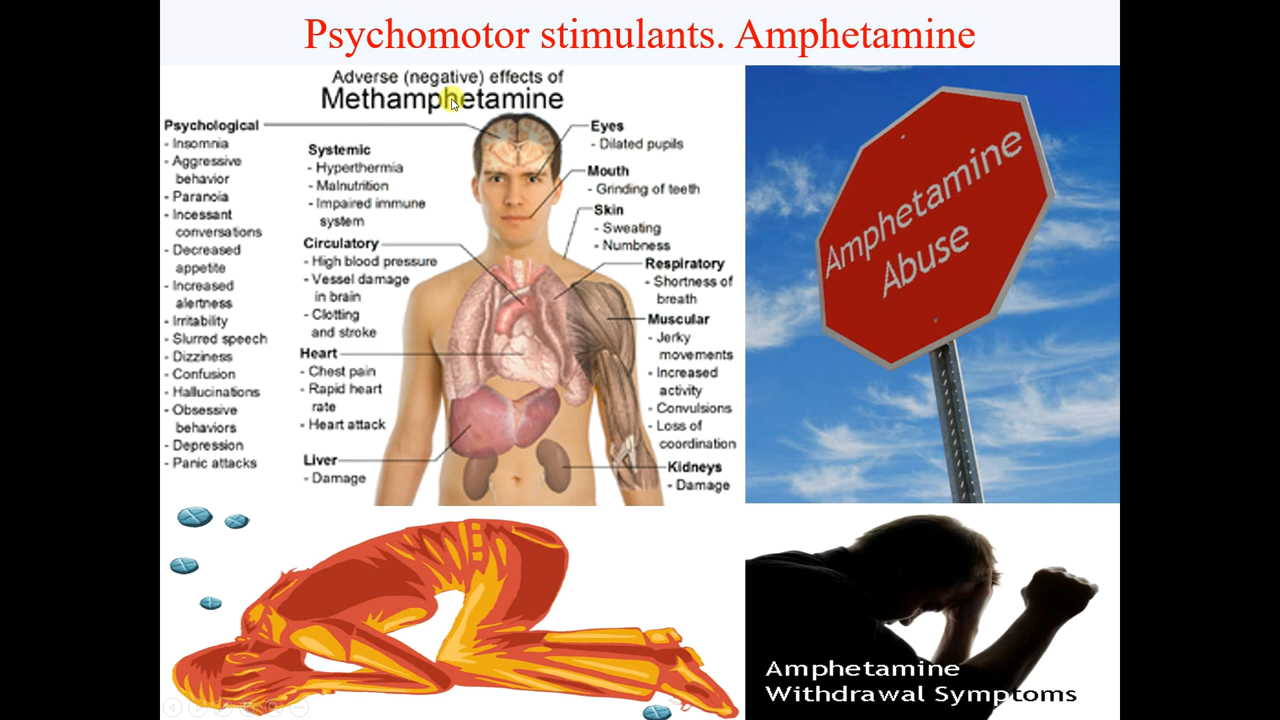 Psychomotor stimulants. Amphetamine
Adverse (negative) effects of
Methamphetamine
Psychological
- Insomnia
- Aggressive
behavior
- Paranoia
- Incessant
conversations
- Decreased
appetite
- Increased
alertness
- Irritability
- Slurred speech
- Dizziness
- Confusion
- Hallucinations
- Obsessive
behaviors
- Depression
- Panic attacks
Systemic
- Hyperthermia
- Malnutrition
- Impaired immune
system
Circulatory
- High blood pressure
- Vessel damage
in brain
- Clotting
and stroke
Heart
- Chest pain
- Rapid heart
rate
- Heart attack
Liver
- Damage
Eyes
- Dilated pupils
Mouth
- Grinding of teeth
Skin
- Sweating
- Numbness
Respiratory
- Shortness of
breath
Muscular
- Jerky
movements
- Increased
activity
- Convulsions
- Loss of
coordination
Kidneys
- Damage
Amphetamine
Abuse
Amphetamine
Withdrawal Symptoms